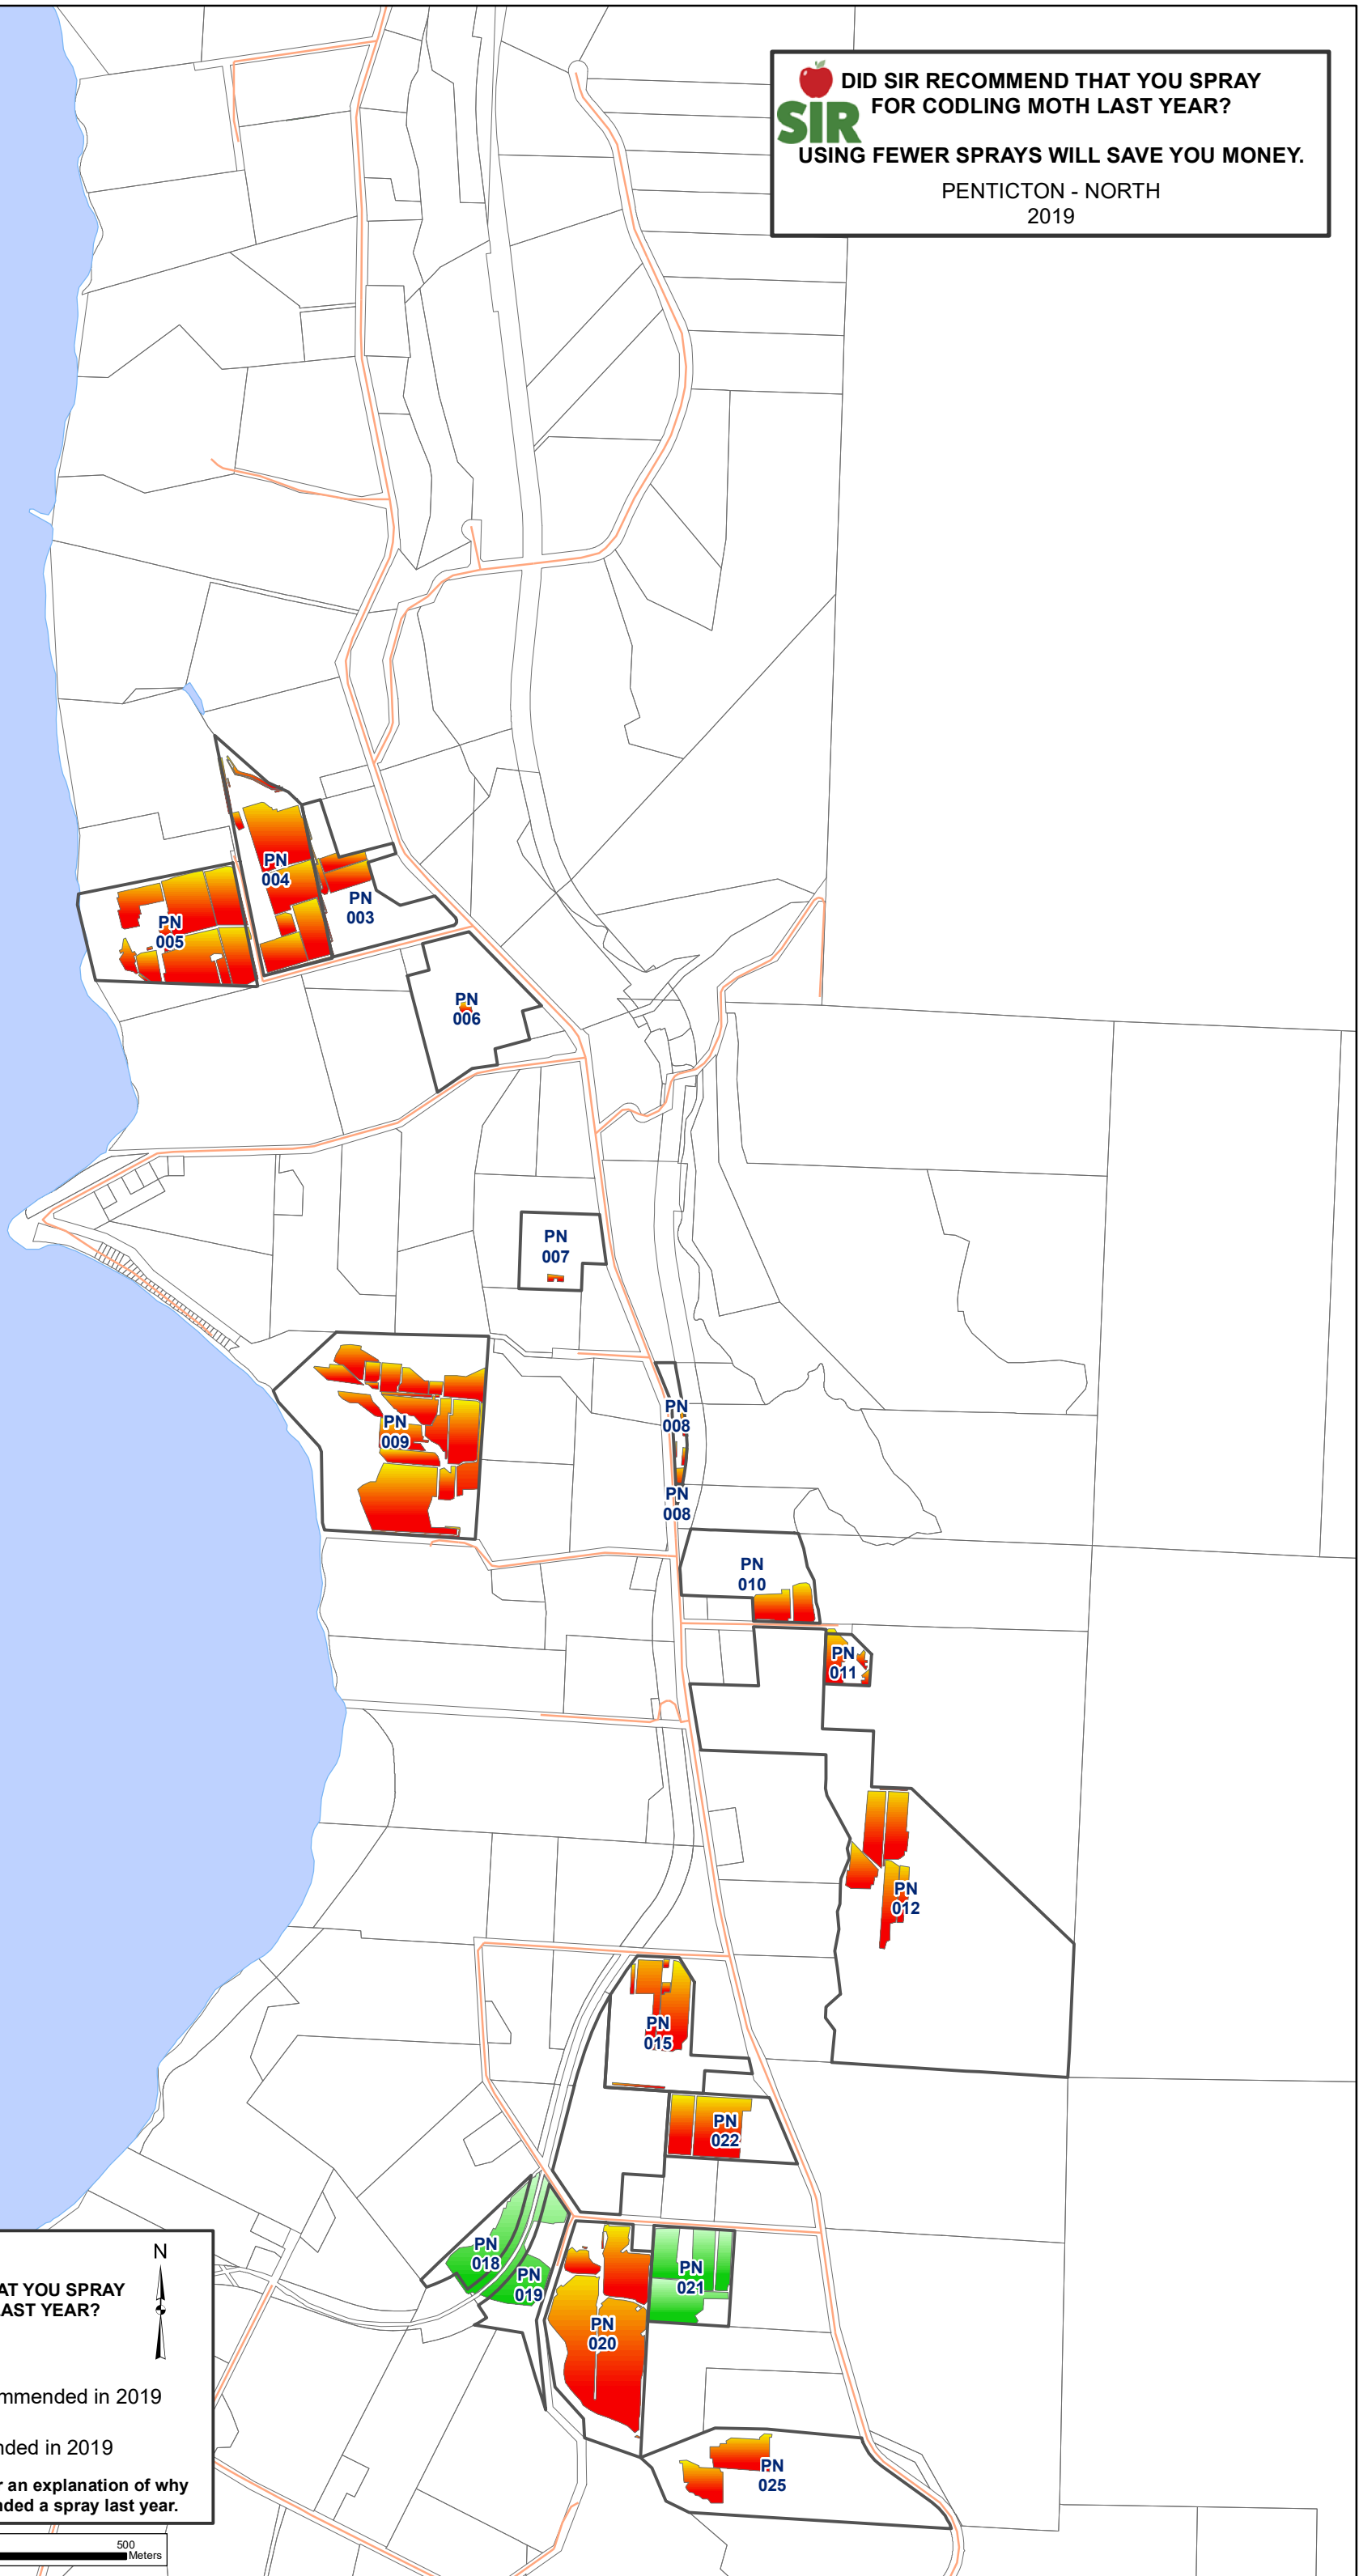 DID SIR RECOMMEND THAT YOU SPRAY
SIR
FOR CODLING MOTH LAST YEAR?
USING FEWER SPRAYS WILL SAVE YOU MONEY.
PENTICTON - NORTH
2019
PN
004
PN
003
PN
005
PN
006
PN
007
PN
008
PN
009
PN
008
PN
010
PN
011
PN
012
PN
015
PN
022
PN
018
PN
019
PN
021
PN
020
PN
025
N
AT YOU SPRAY
AST YEAR?
mmended in 2019
nded in 2019
r an explanation of why
nded a spray last year.
500
Meters